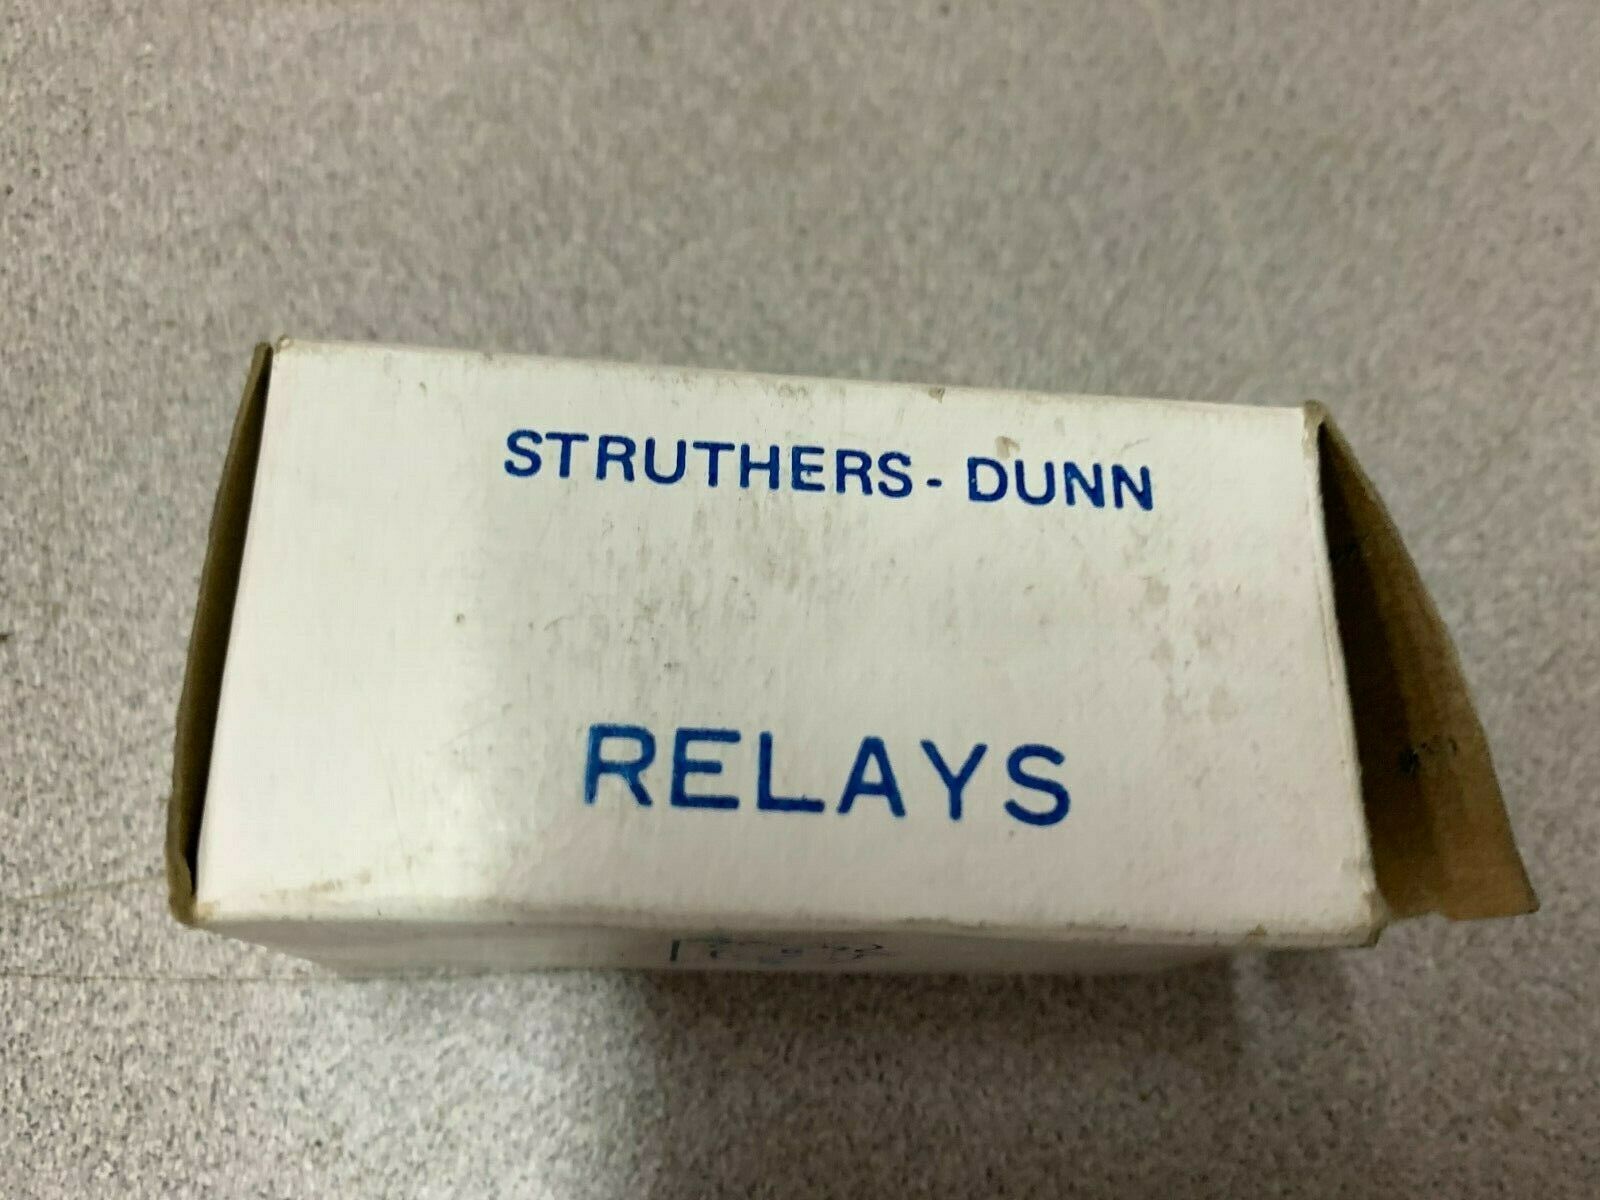 STRUTHERS - DUNN
RELAYS